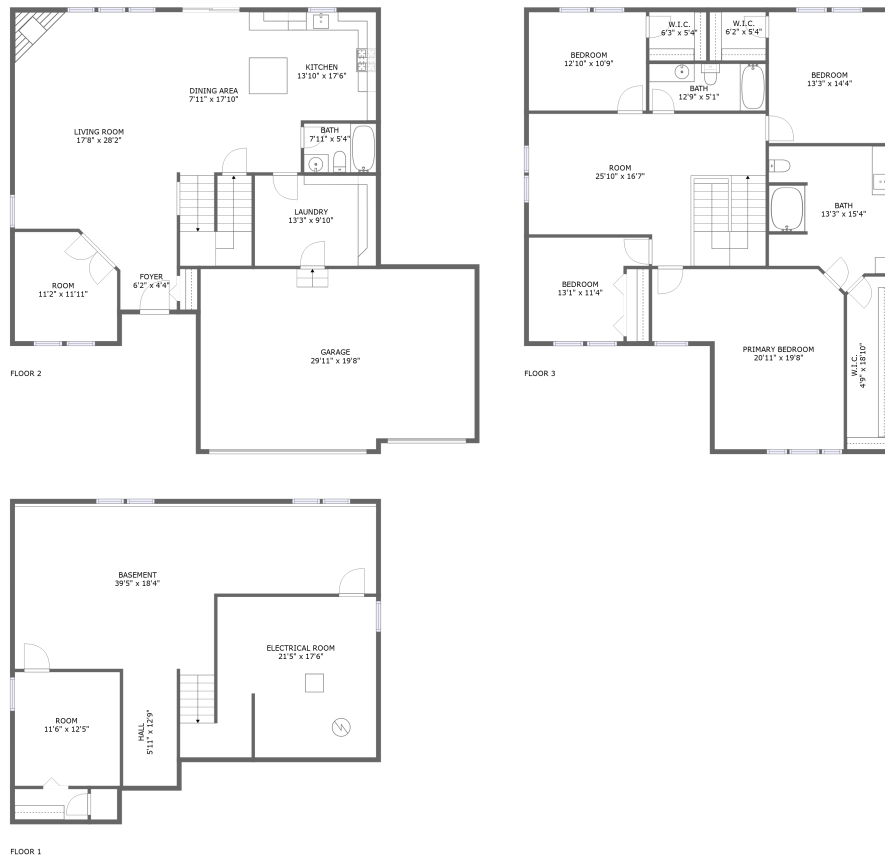 KITCHEN
13'10" x 17'6"
DINING AREA
7'11" x 17'10"
LIVING ROOM
17'8" x 28'2"
BATH
7'11" x 5'4"
LAUNDRY
13'3" x 9'10"
FOYER
6'2" x 4'4"
ROOM
11'2" x 11'11"
GARAGE
29'11" x 19'8"
FLOOR 2
W.I.C.
6'3" x 5'4"
W.I.C.
6'2" x 5'4"
BEDROOM
12'10" x 10'9"
BEDROOM
13'3" x 14'4"
BATH
12'9" x 5'1"
ROOM
25'10" x 16'7"
BATH
13'3" x 15'4"
BEDROOM
13'1" x 11'4"
PRIMARY BEDROOM
20'11" x 19'8"
W.I.C.
4'9" x 18'10"
FLOOR 3
BASEMENT
39'5" x 18'4"
ELECTRICAL ROOM
21'5" x 17'6"
ROOM
11'6" x 12'5"
HALL
5'11" x 12'9"
FLOOR 1